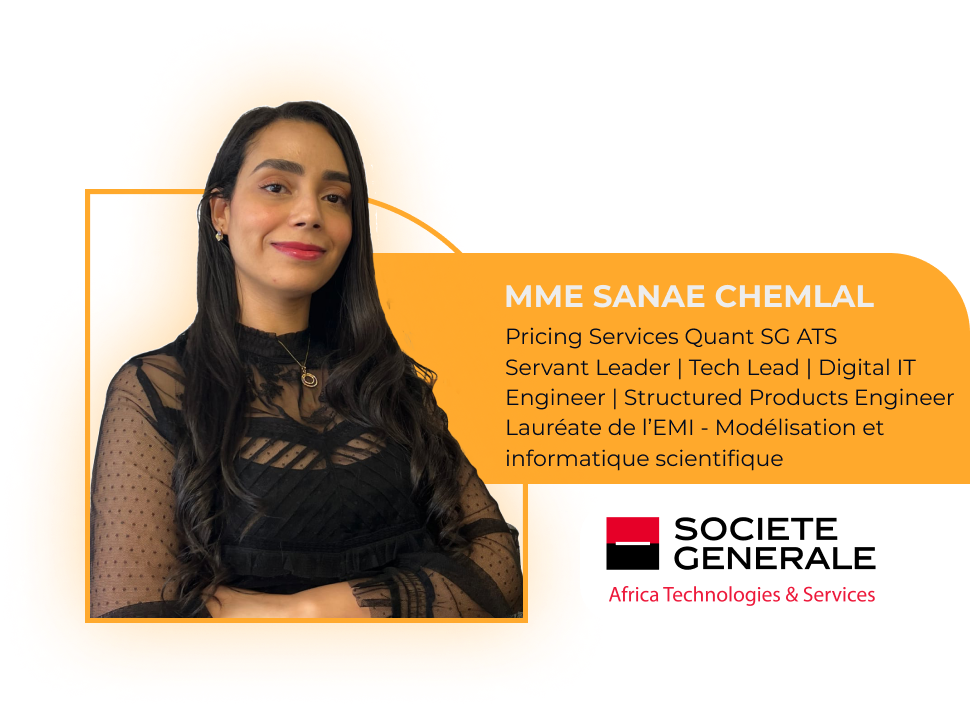 MME SANAE CHEMLAL
Pricing Services Quant SG ATS
Servant Leader | Tech Lead | Digital IT
Engineer | Structured Products Engineer
Lauréate de l’EMI - Modélisation et
informatique scientifique
SOCIETE
GENERALE
Africa Technologies & Services